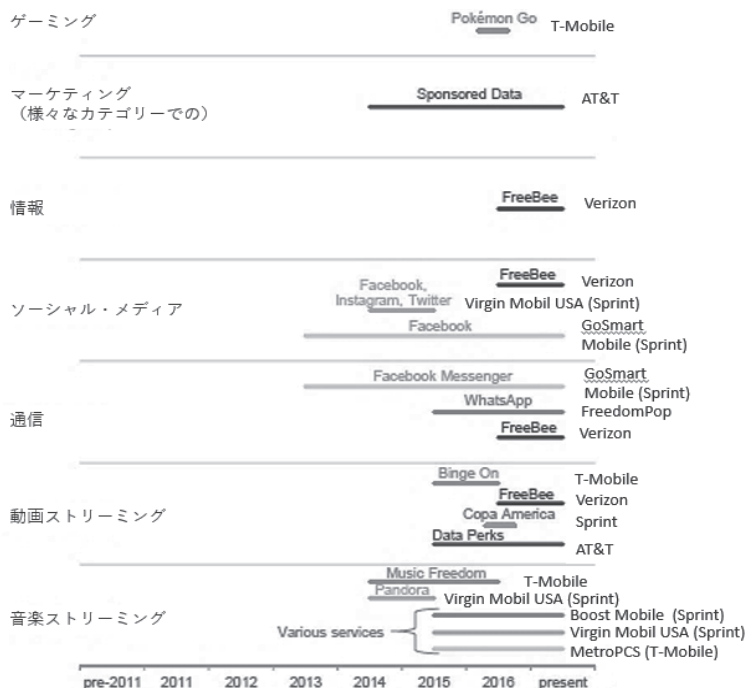 ゲーミング
Pokémon Go
T-Mobile
マーケティング
（様々なカテゴリーでの）
Sponsored Data
AT&T
情報
FreeBee
Verizon
ソーシャル・メディア
FreeBee
Verizon
Facebook,
Instagram, Twitter
Virgin Mobil USA (Sprint)
Facebook
GoSmart
Mobile (Sprint)
通信
Facebook Messenger
GoSmart
Mobile (Sprint)
WhatsApp
FreedomPop
FreeBee
Verizon
動画ストリーミング
Binge On
T-Mobile
FreeBee
Verizon
Copa America
Sprint
Data Perks
AT&T
音楽ストリーミング
Music Freedom
T-Mobile
Pandora
Virgin Mobil USA (Sprint)
Various services
Boost Mobile (Sprint)
Virgin Mobil USA (Sprint)
MetroPCS (T-Mobile)
pre-2011 2011 2012 2013 2014 2015 2016 present